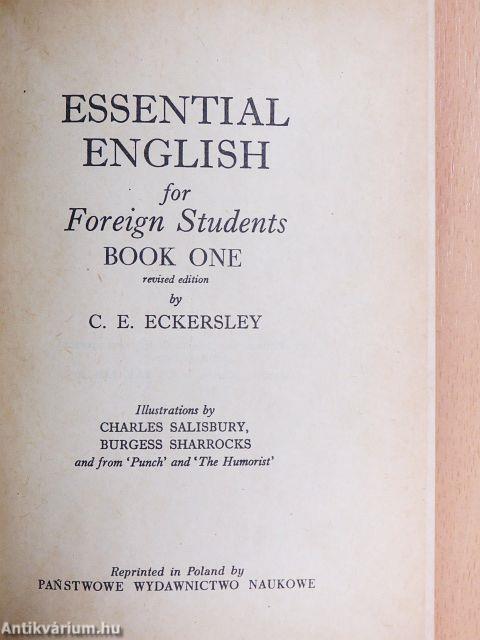 ESSENTIAL
ENGLISH
for
Foreign Students
BOOK ONE
revised edition
by
C. E. ECKERSLEY
Illustrations by
CHARLES SALISBURY,
BURGESS SHARROCKS
and from ‘Punch’ and ‘The Humorist’
Reprinted in Poland by
PAŃSTWOWE WYDAWNICTWO NAUKOWE
Antikvárium.hu